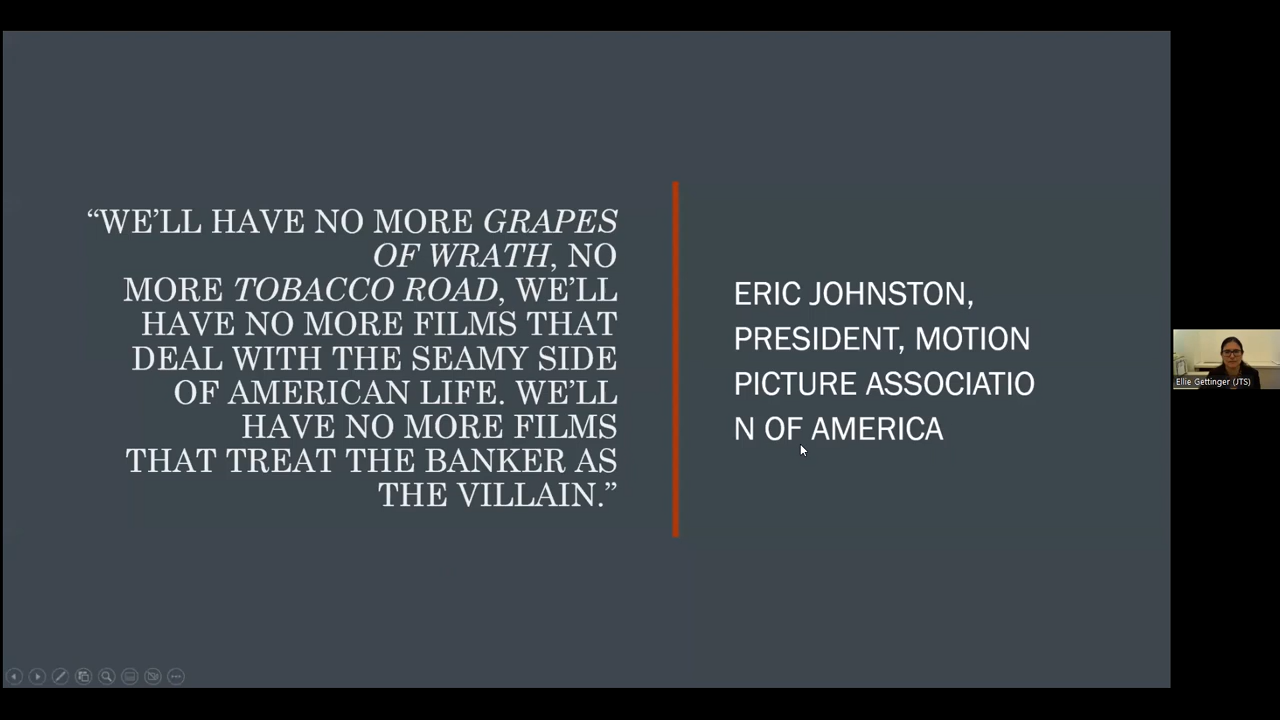 “WE’LL HAVE NO MORE GRAPES
OF WRATH, NO
MORE TOBACCO ROAD, WE’LL
HAVE NO MORE FILMS THAT
DEAL WITH THE SEAMY SIDE
OF AMERICAN LIFE. WE’LL
HAVE NO MORE FILMS
THAT TREAT THE BANKER AS
THE VILLAIN.”
ERIC JOHNSTON,
PRESIDENT, MOTION
PICTURE ASSOCIATIO
N OF AMERICA
Ellie Gettinger (JTS)